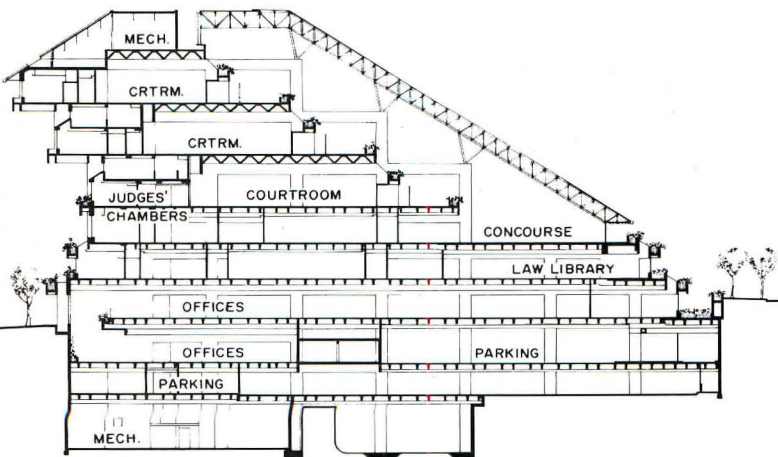 MECH.
CRTRM.
CRTRM.
JUDGES'
CHAMBERS
COURTROOM
CONCOURSE
LAW LIBRARY
OFFICES
OFFICES
PARKING
PARKING
MECH.